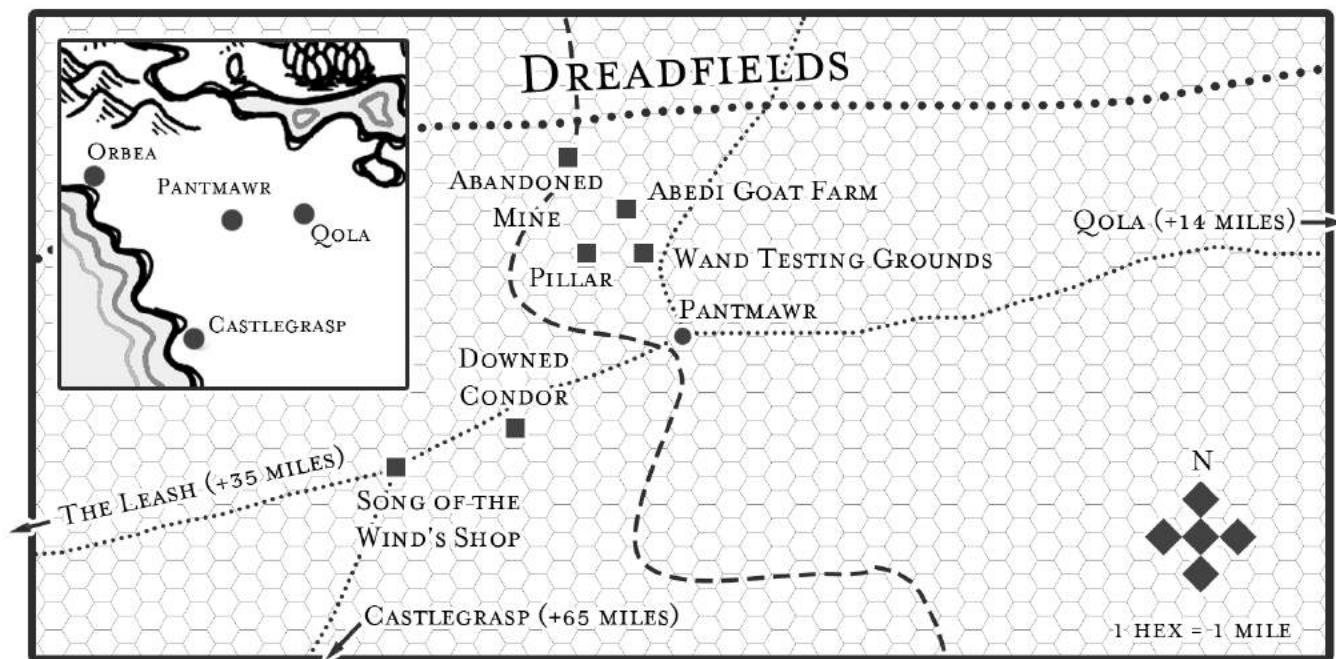 Dreadfields
Orbea
Pantmawr
Qola
Castlegrasp
Abandoned
Mine
Abedi Goat Farm
Qola (+14 miles)
Pillar
Wand Testing Grounds
Pantmawr
Downed
Condor
The Leash (+35 miles)
Song of the
Wind's Shop
Castlegrasp (+65 miles)
N
1 hex = 1 mile